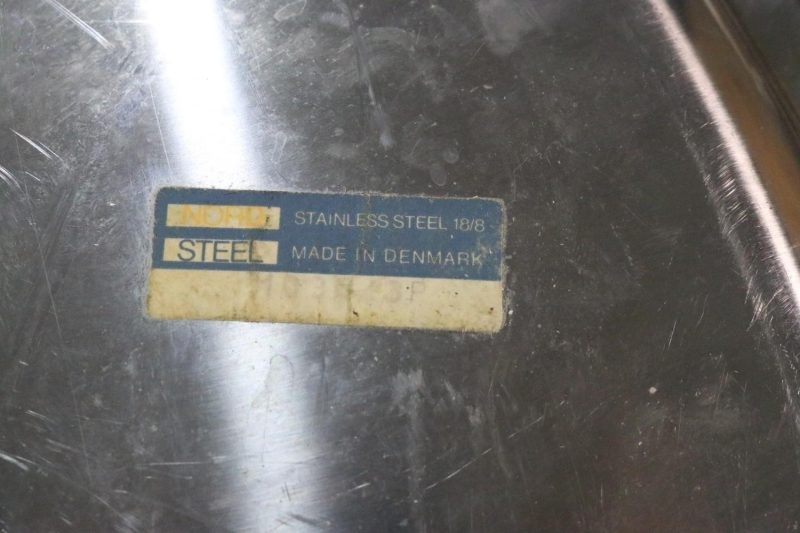 NORD STAINLESS STEEL 18/8
STEEL MADE IN DENMARK